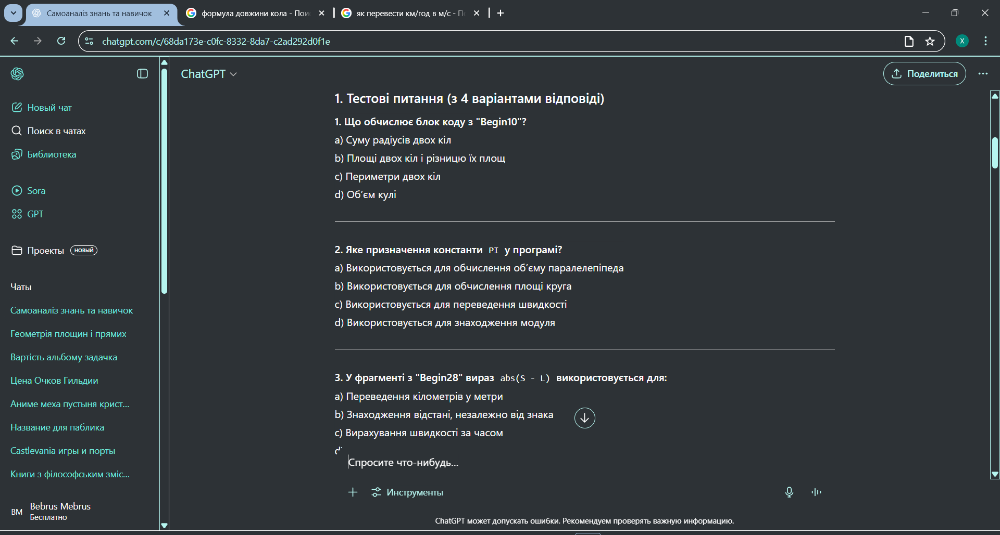 Самоаналіз знань та навичок
формула довжини кола - Пои
як перевести км/год в м/с - По
chatgpt.com/c/68da173e-c0fc-8332-8da7-c2ad292d0f1e
X
ChatGPT
Поделиться
Новый чат
Поиск в чатах
Библиотека
Sora
GPT
Проекты
НОВЫЙ
Чаты
Самоаналіз знань та навичок
Геометрія площин і прямих
Вартість альбому задачка
Цена Очков Гильдии
Аниме меха пустыня крист...
Название для паблика
Castlevania игры и порты
Книги з філософським зміс...
BM
Bebrus Mebrus
Бесплатно
1. Тестові питання (з 4 варіантами відповіді)
1. Що обчислює блок коду з "Begin10"?
a) Суму радіусів двох кіл
b) Площі двох кіл і різницю їх площ
c) Периметри двох кіл
d) Об’єм кулі
2. Яке призначення константи PI у програмі?
a) Використовується для обчислення об’єму паралелепіпеда
b) Використовується для обчислення площі круга
c) Використовується для переведення швидкості
d) Використовується для знаходження модуля
3. У фрагменті з "Begin28" вираз abs(S - L) використовується для:
a) Переведення кілометрів у метри
b) Знаходження відстані, незалежно від знака
c) Вирахування швидкості за часом
Спросите что-нибудь...
Инструменты
ChatGPT может допускать ошибки. Рекомендуем проверять важную информацию.